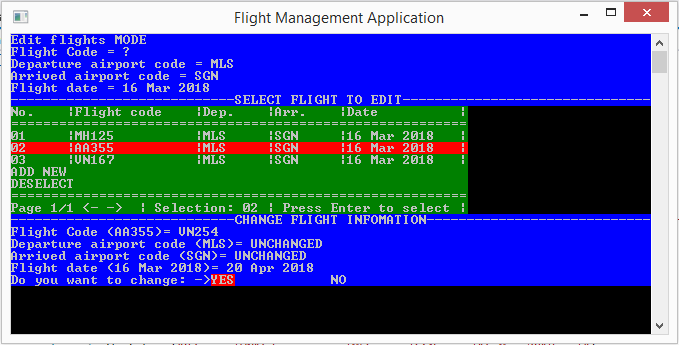 Flight Management Application
Edit flights MODE
Flight Code = ?
Departure airport code = MLS
Arrived airport code = SGN
Flight date = 16 Mar 2018
----------------------------SELECT FLIGHT TO EDIT-------------------------------
No. ¦Flight code ¦Dep. ¦Arr. ¦Date ¦
=========================================================
01 ¦MH125 ¦MLS ¦SGN ¦16 Mar 2018 ¦
02 ¦AA355 ¦MLS ¦SGN ¦16 Mar 2018 ¦
03 ¦VN167 ¦MLS ¦SGN ¦16 Mar 2018 ¦
ADD NEW
DESELECT
=========================================================
Page 1/1 <- -> ¦ Selection: 02 ¦ Press Enter to select ¦
----------------------------CHANGE FLIGHT INFOMATION----------------------------
Flight Code (AA355)= VN254
Departure airport code (MLS)= UNCHANGED
Arrived airport code (SGN)= UNCHANGED
Flight date (16 Mar 2018)= 20 Apr 2018
Do you want to change: ->YES NO